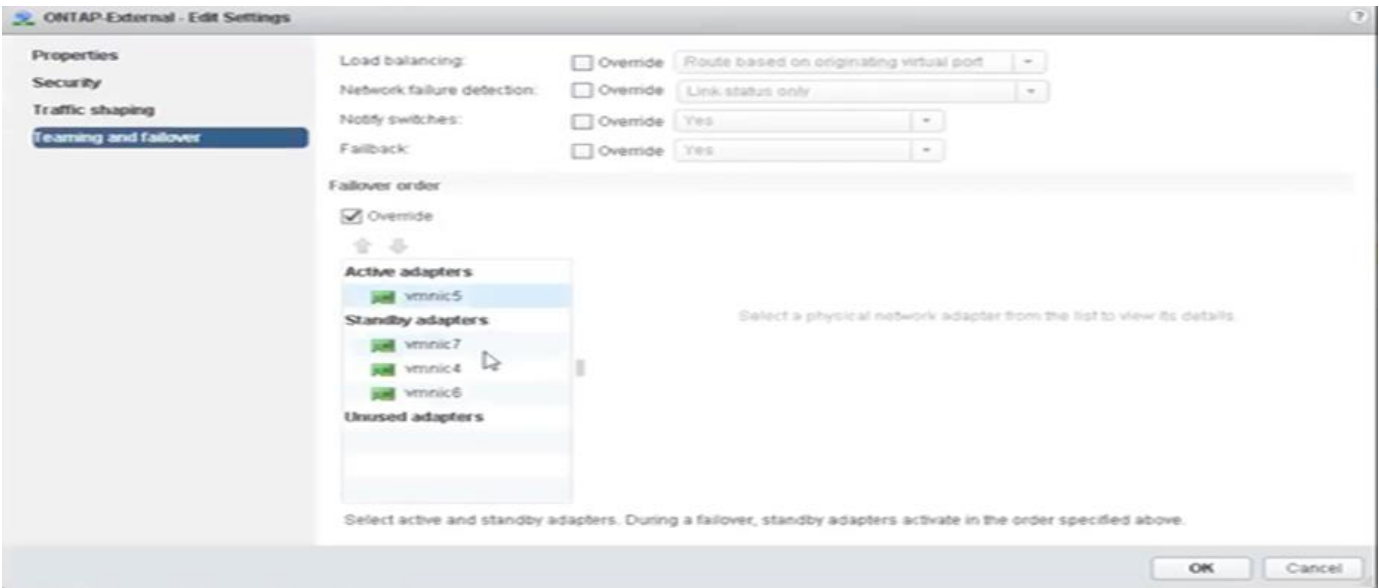 ONTAP-External - Edit Settings
?
Properties
Security
Traffic shaping
Teaming and failover
Load balancing: Override Route based on originating virtual port
Network failure detection: Override Link status only
Notify switches: Override Yes
Failback: Override Yes
Failover order
Override
Active adapters
vmnic5
Standby adapters
vmnic7
vmnic4
vmnic6
Unused adapters
Select a physical network adapter from the list to view its details.
Select active and standby adapters. During a failover, standby adapters activate in the order specified above.
OK Cancel